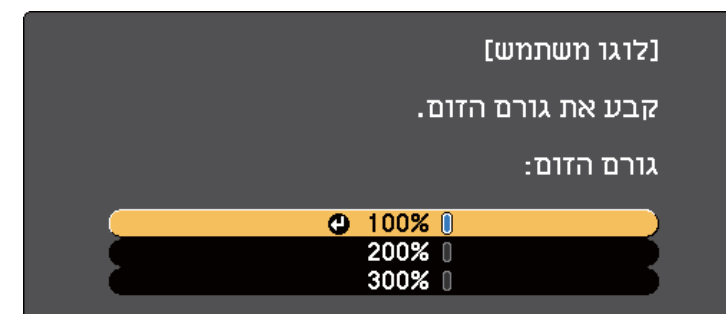 [לוגו משתמש]
קבע את גורם הזום.
גורם הזום:
100%
200%
300%